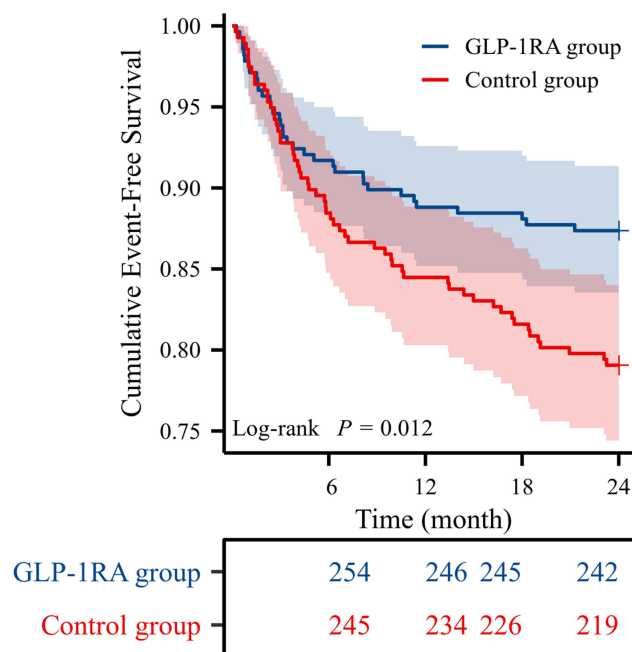 1.00
0.95
0.90
0.85
0.80
0.75
Cumulative Event-Free Survival
GLP-1RA group
Control group
Log-rank P = 0.012
6 12 18 24
Time (month)
GLP-1RA group 254 246 245 242
Control group 245 234 226 219